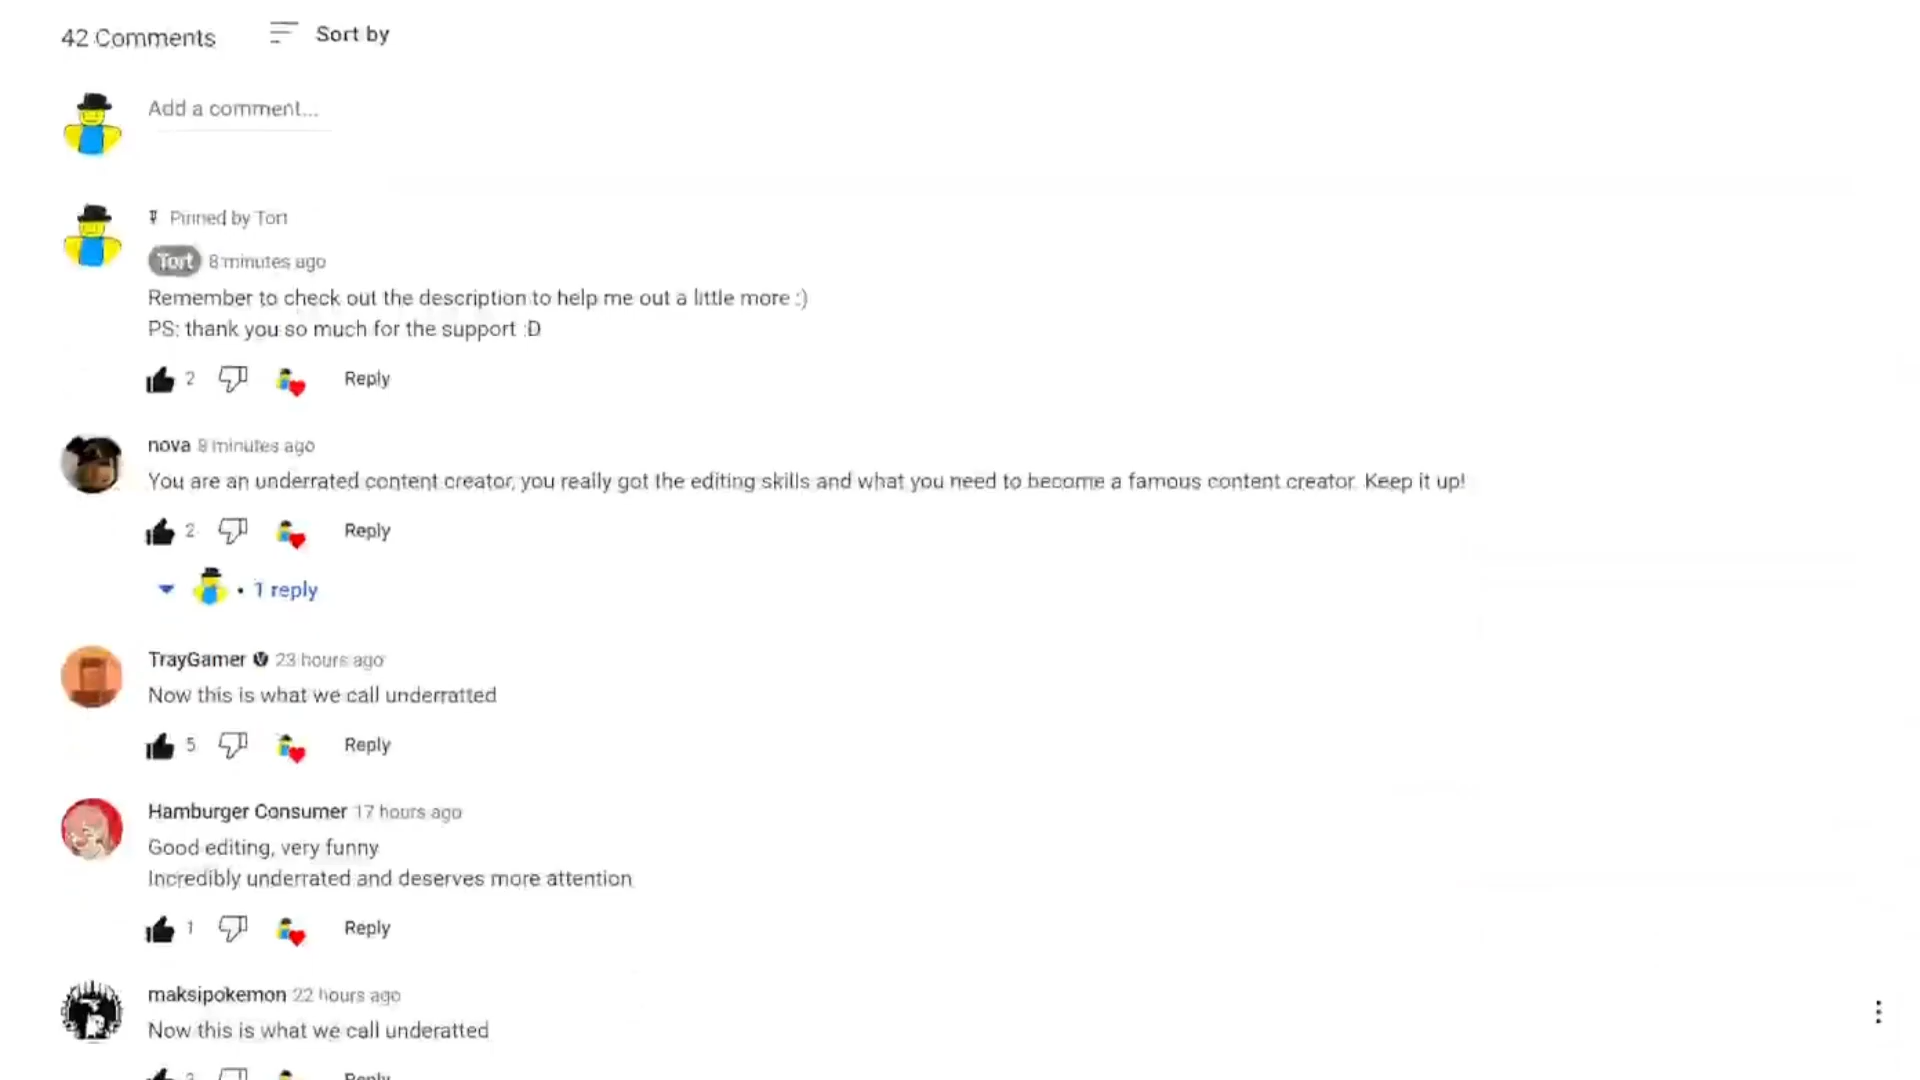 42 Comments
Sort by
Add a comment...
Pinned by Tort
Tort 8 minutes ago
Remember to check out the description to help me out a little more :)
PS: thank you so much for the support :D
2 Reply
nova 8 minutes ago
You are an underrated content creator, you really got the editing skills and what you need to become a famous content creator. Keep it up!
2 Reply
1 reply
TrayGamer 23 hours ago
Now this is what we call underratted
5 Reply
Hamburger Consumer 17 hours ago
Good editing, very funny
Incredibly underrated and deserves more attention
1 Reply
maksipokemon 22 hours ago
Now this is what we call underatted
Reply